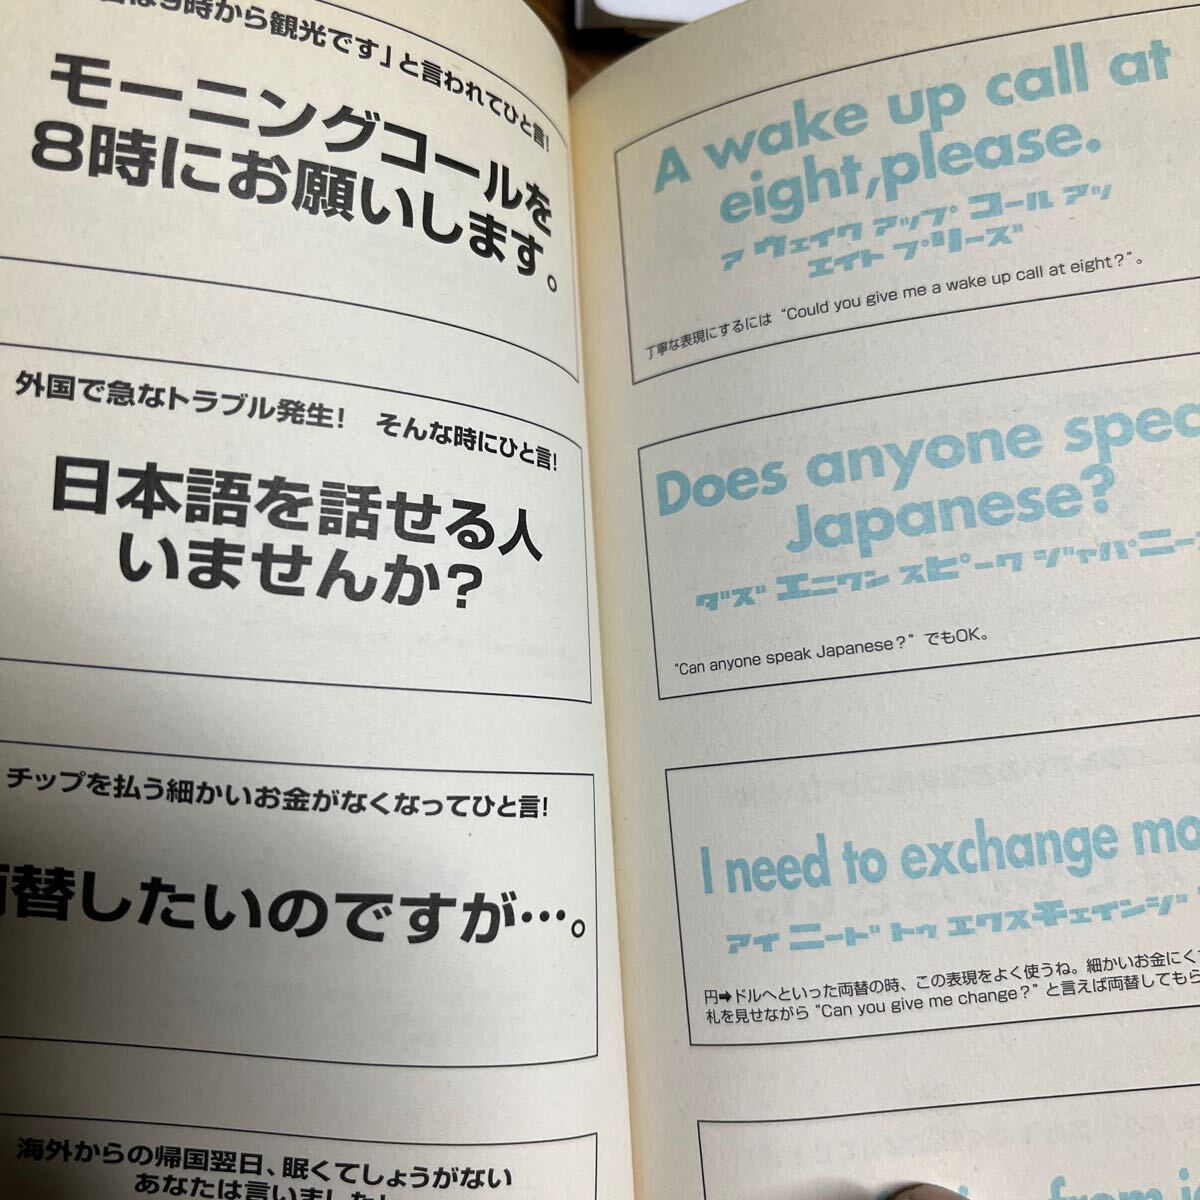 時から観光です」と言われてひと言!
モーニングコールを
8時にお願いします。
外国で急なトラブル発生! そんな時にひと言!
日本語を話せる人
いませんか?
チップを払う細かいお金がなくなってひと言!
替したいのですが…。
海外からの帰国翌日、眠くてしょうがない
あなたは言いました
A wake up call at
eight,please.
ア ウェイク アップ コール アッ
エイト プリーズ
丁寧な表現にするには “Could you give me a wake up call at eight?”。
Does anyone spea
Japanese?
ダズ エニワン スピーク ジャパニー
“Can anyone speak Japanese?” でもOK。
I need to exchange mo
アイ ニード トゥ エクスチェインジ
円➡ドルへといった両替の時、この表現をよく使うね。細かいお金にく
札を見せながら “Can you give me change?” と言えば両替してもら
from